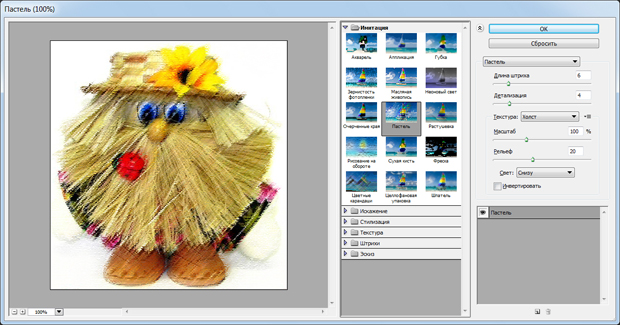 Пастель (100%)
Имитация
Акварель
Аппликация
Губка
Зернистость фотопленки
Масляная живопись
Неоновый свет
Очерченные края
Пастель
Растушевка
Рисование на обороте
Сухая кисть
Фреска
Цветные карандаши
Целлофановая упаковка
Шпатель
Искажение
Стилизация
Текстура
Штрихи
Эскиз
OK
Сбросить
Пастель
Длина штриха 6
Детализация 4
Текстура: Холст
Масштаб 100 %
Рельеф 20
Свет: Снизу
Инвертировать
Пастель
100%